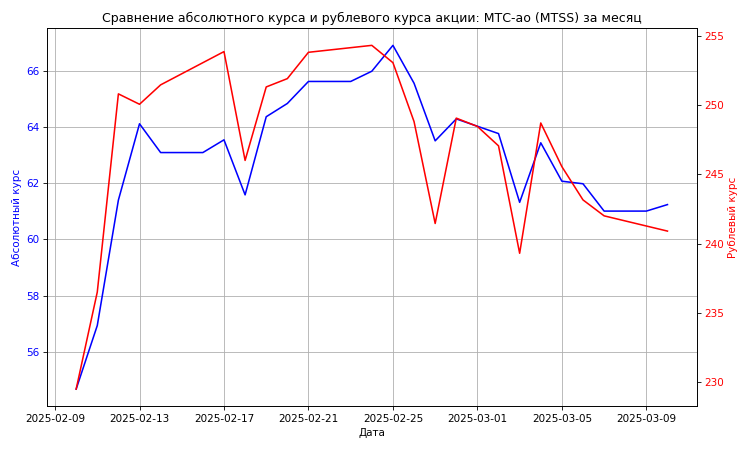 Сравнение абсолютного курса и рублевого курса акции: МТС-ао (MTSS) за месяц
Абсолютный курс
66
64
62
60
58
56
255
250
245
240
235
230
Рублевый курс
2025-02-09 2025-02-13 2025-02-17 2025-02-21 2025-02-25 2025-03-01 2025-03-05 2025-03-09
Дата